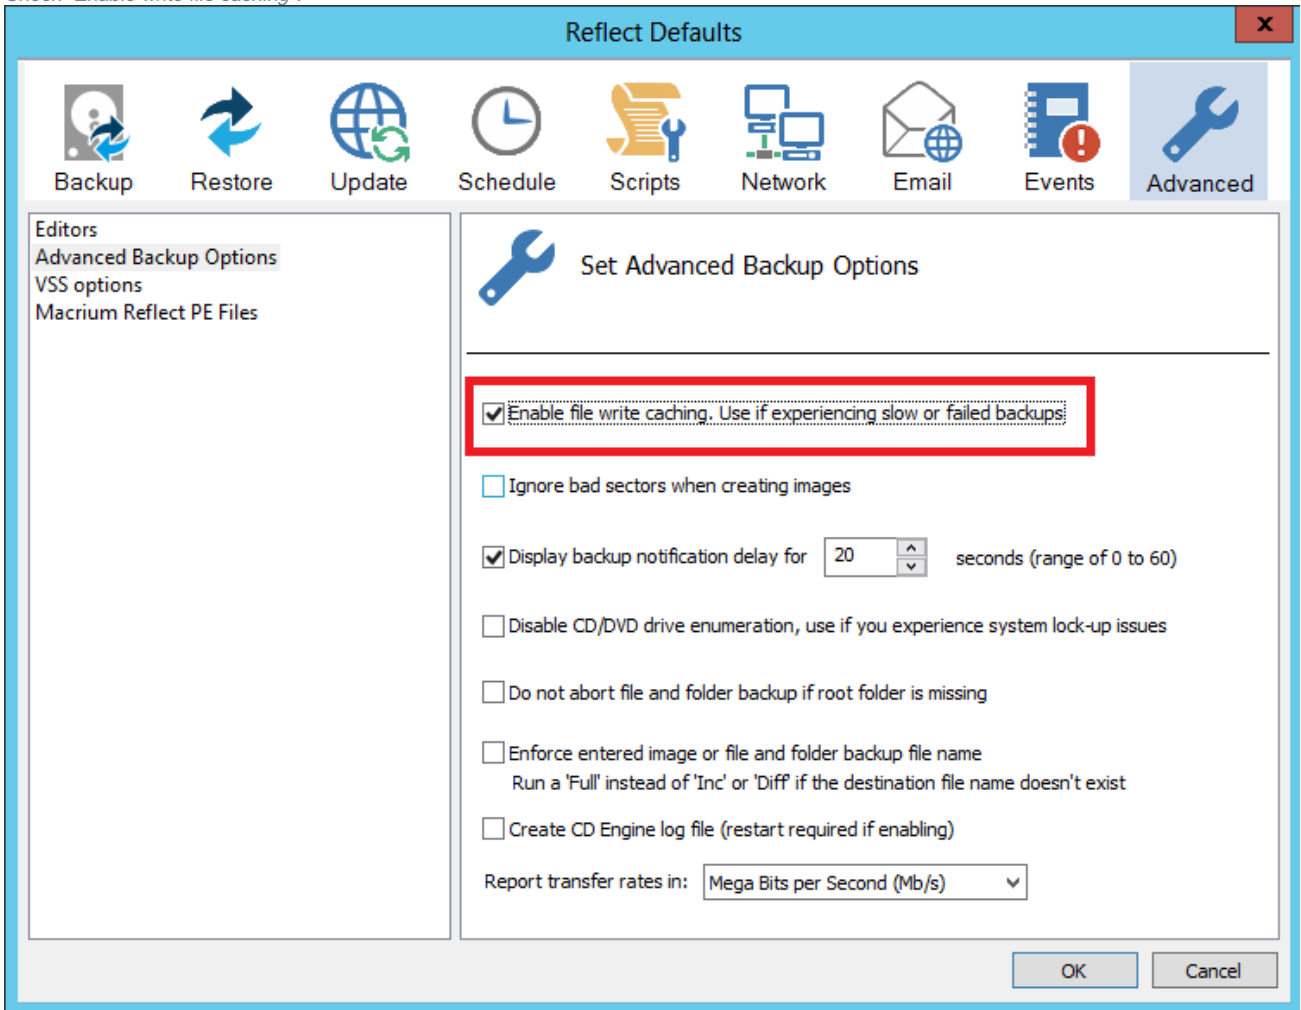 Check "Enable write file caching".
Reflect Defaults
x
Backup Restore Update Schedule Scripts Network Email Events Advanced
Editors
Advanced Backup Options
VSS options
Macrium Reflect PE Files
Set Advanced Backup Options
Enable file write caching. Use if experiencing slow or failed backups
Ignore bad sectors when creating images
Display backup notification delay for 20 seconds (range of 0 to 60)
Disable CD/DVD drive enumeration, use if you experience system lock-up issues
Do not abort file and folder backup if root folder is missing
Enforce entered image or file and folder backup file name
Run a 'Full' instead of 'Inc' or 'Diff' if the destination file name doesn't exist
Create CD Engine log file (restart required if enabling)
Report transfer rates in: Mega Bits per Second (Mb/s)
OK Cancel